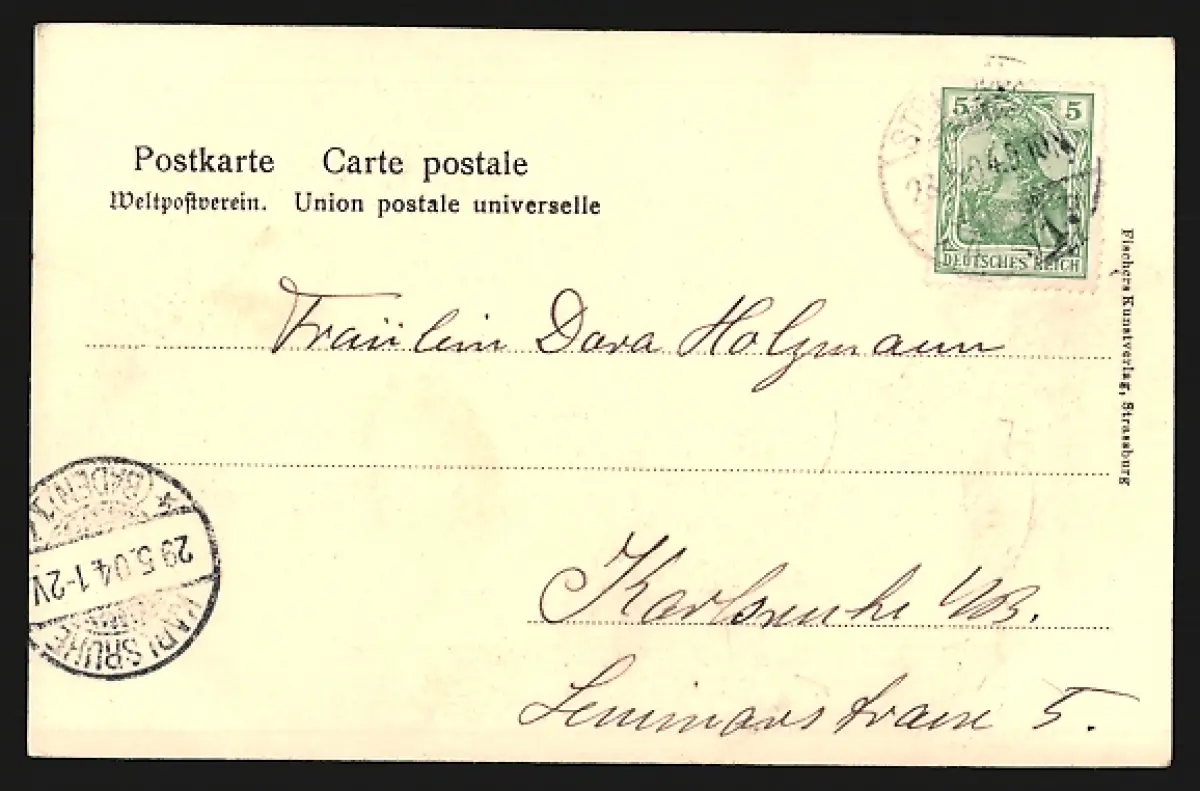 Postkarte Carte postale
Weltpostverein. Union postale universelle
5 5
DEUTSCHES REICH
Fräulein Dora Holzmann
Karlsruhe i/B.
Seminarstrasse 5.
Fischers Kunstverlag, Strassburg
(BADEN) *
29.5.04.1-2V
KARLSRUHE